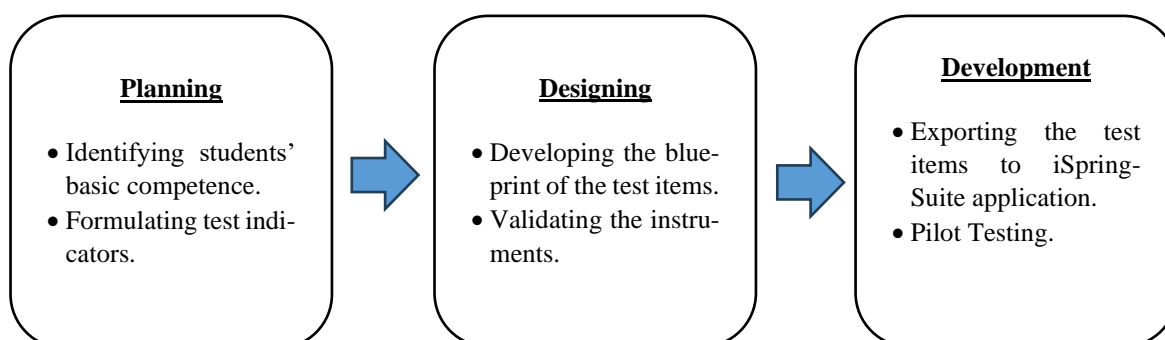 Planning
• Identifying students’
basic competence.
• Formulating test indi-
cators.
Designing
• Developing the blue-
print of the test items.
• Validating the instru-
ments.
Development
• Exporting the test
items to iSpring-
Suite application.
• Pilot Testing.